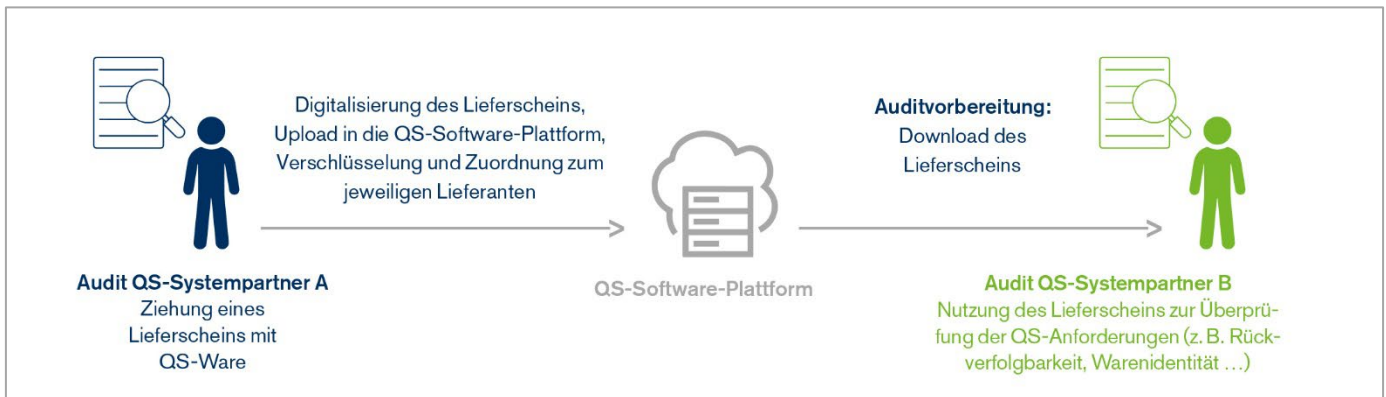 Digitalisierung des Lieferscheins,
Upload in die QS-Software-Plattform,
Verschlüsselung und Zuordnung zum
jeweiligen Lieferanten
Auditvorbereitung:
Download des
Lieferscheins
Audit QS-Systempartner A
Ziehung eines
Lieferscheins mit
QS-Ware
QS-Software-Plattform
Audit QS-Systempartner B
Nutzung des Lieferscheins zur Überprü-
fung der QS-Anforderungen (z. B. Rück-
verfolgbarkeit, Warenidentität …)